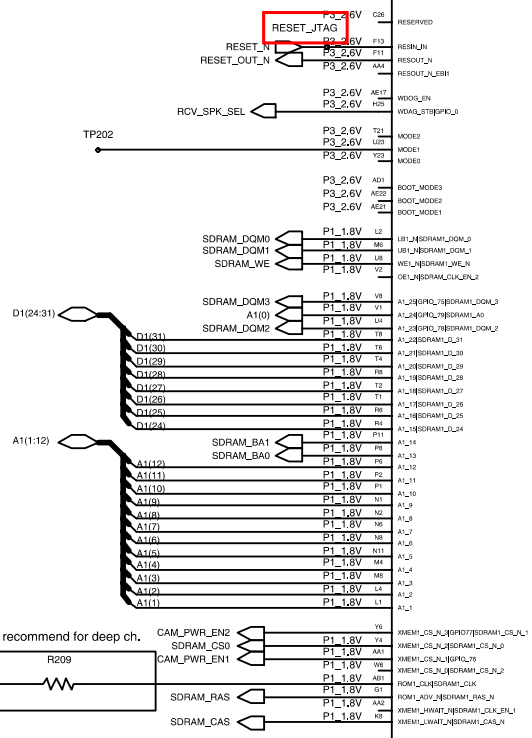 P3_2.6V C26 RESERVED
RESET_JTAG
RESET_N P3_2.6V F13 RESIN_IN
RESET_OUT_N P3_2.6V F11 RESOUT_N
P3_2.6V AA4 RESOUT_N_EBI1
P3_2.6V AE17 WDOG_EN
RCV_SPK_SEL P3_2.6V H25 WDAG_STB|GPIO_0
TP202
P3_2.6V T21 MODE2
P3_2.6V U23 MODE1
P3_2.6V Y23 MODE0
P3_2.6V AD1 BOOT_MODE3
P3_2.6V AE22 BOOT_MODE2
P3_2.6V AE21 BOOT_MODE1
SDRAM_DQM0 P1_1.8V L2 LB1_N|SDRAM1_DQM_0
SDRAM_DQM1 P1_1.8V M6 UB1_N|SDRAM1_DQM_1
SDRAM_WE P1_1.8V U8 WE1_N|SDRAM1_WE_N
P1_1.8V V2 OE1_N|SDRAM_CLK_EN_2
SDRAM_DQM3 P1_1.8V V8 A1_25|GPIO_75|SDRAM1_DQM_3
A1(0) P1_1.8V V1 A1_24|GPIO_79|SDRAM1_A0
SDRAM_DQM2 P1_1.8V U4 A1_23|GPIO_78|SDRAM1_DQM_2
D1(24:31)
D1(31) P1_1.8V T8 A1_22|SDRAM1_D_31
D1(30) P1_1.8V T6 A1_21|SDRAM1_D_30
D1(29) P1_1.8V T4 A1_20|SDRAM1_D_29
D1(28) P1_1.8V R8 A1_19|SDRAM1_D_28
D1(27) P1_1.8V T2 A1_18|SDRAM1_D_27
D1(26) P1_1.8V T1 A1_17|SDRAM1_D_26
D1(25) P1_1.8V R6 A1_16|SDRAM1_D_25
D1(24) P1_1.8V R4 A1_15|SDRAM1_D_24
A1(1:12)
SDRAM_BA1 P1_1.8V P11 A1_14
SDRAM_BA0 P1_1.8V P8 A1_13
A1(12) P1_1.8V P6 A1_12
A1(11) P1_1.8V P2 A1_11
A1(10) P1_1.8V P1 A1_10
A1(9) P1_1.8V N1 A1_9
A1(8) P1_1.8V N2 A1_8
A1(7) P1_1.8V N6 A1_7
A1(6) P1_1.8V N8 A1_6
A1(5) P1_1.8V N11 A1_5
A1(4) P1_1.8V M4 A1_4
A1(3) P1_1.8V M8 A1_3
A1(2) P1_1.8V L4 A1_2
A1(1) P1_1.8V L1 A1_1
recommend for deep ch.
R209
CAM_PWR_EN2 P1_1.8V Y6 XMEM1_CS_N_3|GPIO77|SDRAM1_CS_N_1
SDRAM_CS0 P1_1.8V Y4 XMEM1_CS_N_2|SDRAM1_CS_N_0
CAM_PWR_EN1 P1_1.8V AA1 XMEM1_CS_N_1|GPIO_76
P1_1.8V W6 XMEM1_CS_N_0|SDRAM1_CS_N_2
P1_1.8V AB1 ROM1_CLK|SDRAM1_CLK
SDRAM_RAS P1_1.8V G1 ROM1_ADV_N|SDRAM1_RAS_N
P1_1.8V AA2 XMEM1_HWAIT_N|SDRAM1_CLK_EN_1
SDRAM_CAS P1_1.8V K8 XMEM1_LWAIT_N|SDRAM1_CAS_N